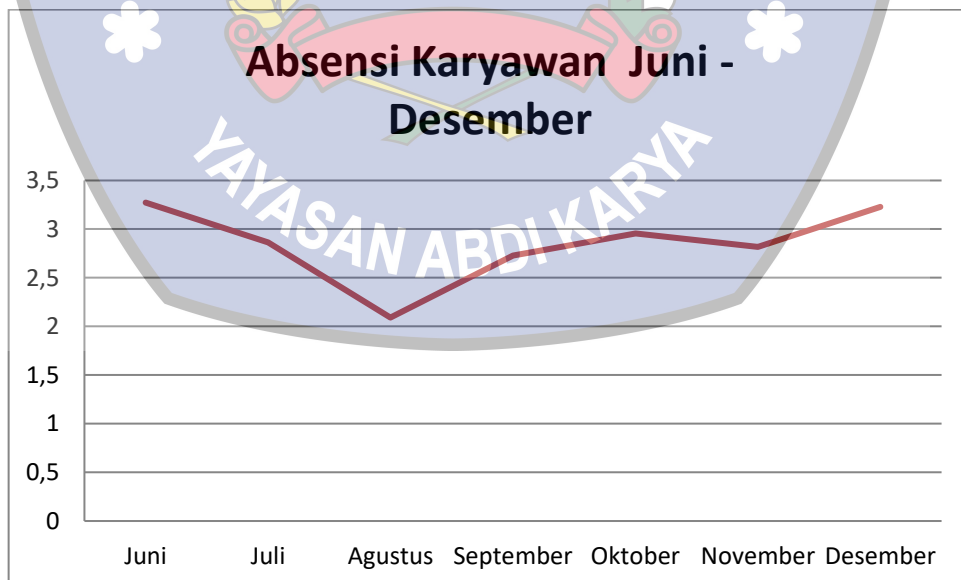 Absensi Karyawan Juni -
Desember
YAYASAN ABDI KARYA
3,5
3
2,5
2
1,5
1
0,5
0
Juni Juli Agustus September Oktober November Desember